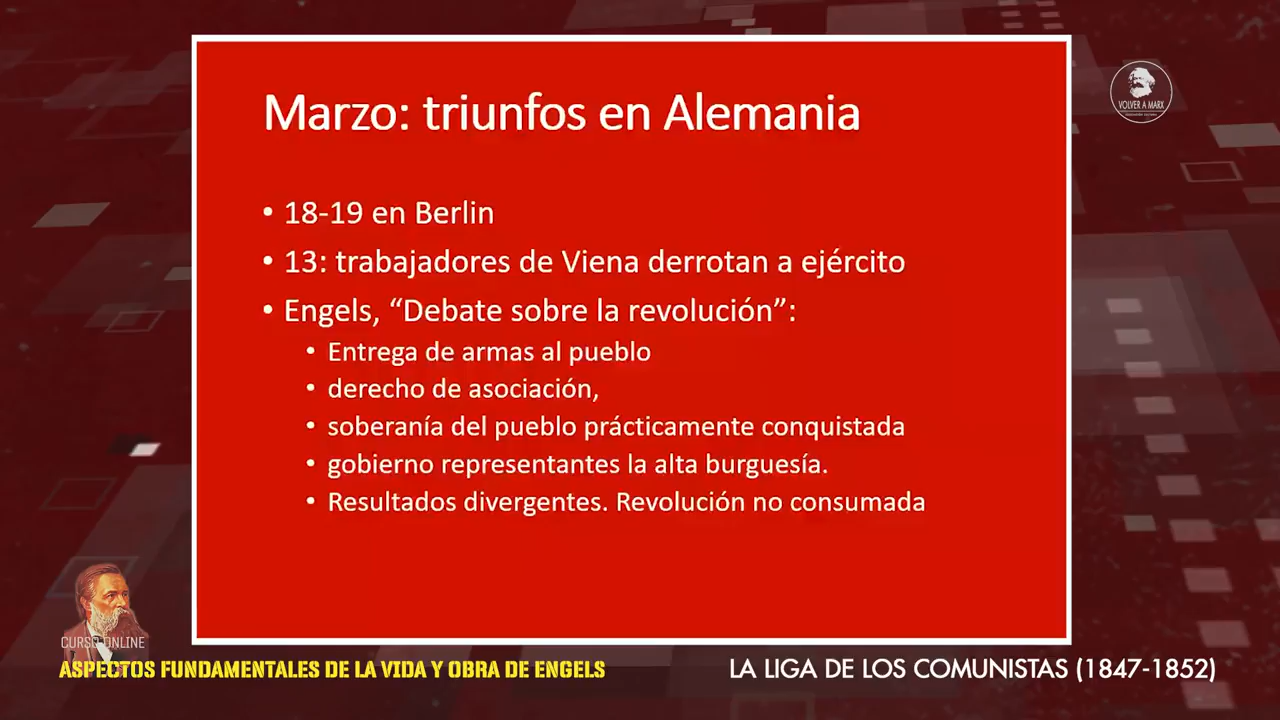 Marzo: triunfos en Alemania
• 18-19 en Berlin
• 13: trabajadores de Viena derrotan a ejército
• Engels, “Debate sobre la revolución”:
• Entrega de armas al pueblo
• derecho de asociación,
• soberanía del pueblo prácticamente conquistada
• gobierno representantes la alta burguesía.
• Resultados divergentes. Revolución no consumada
VOLVER A MARX
CURSO ONLINE
ASPECTOS FUNDAMENTALES DE LA VIDA Y OBRA DE ENGELS
LA LIGA DE LOS COMUNISTAS (1847-1852)